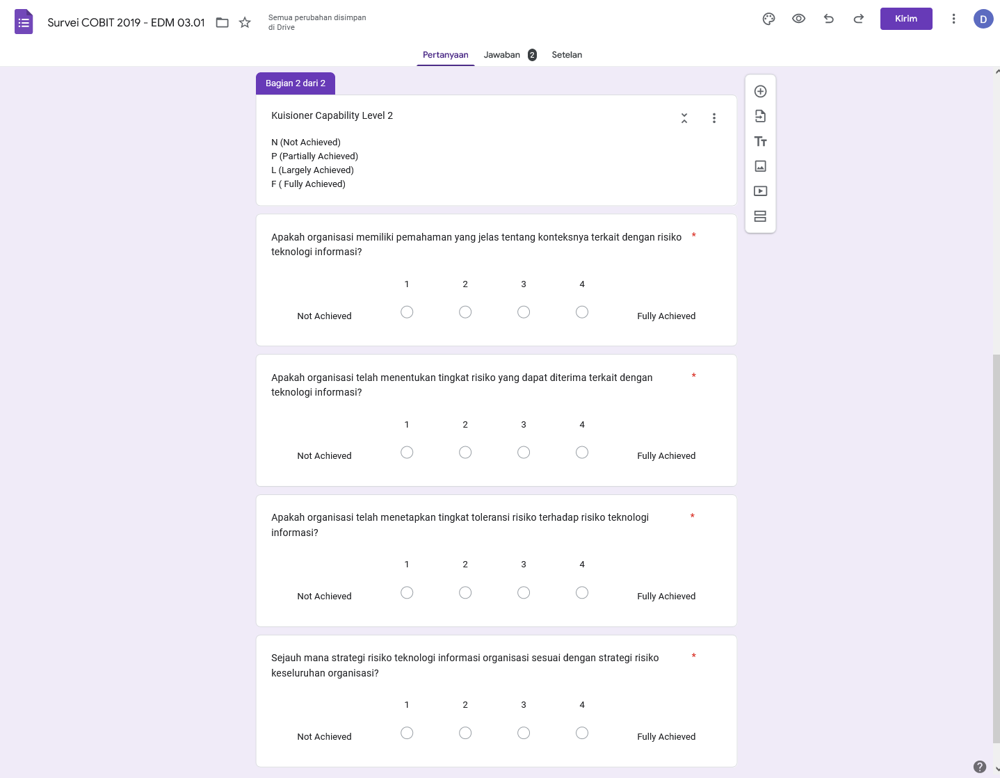 Survei COBIT 2019 - EDM 03.01
Semua perubahan disimpan
di Drive
Kirim
D
Pertanyaan
Jawaban 2
Setelan
Bagian 2 dari 2
Kuisioner Capability Level 2
N (Not Achieved)
P (Partially Achieved)
L (Largely Achieved)
F ( Fully Achieved)
Apakah organisasi memiliki pemahaman yang jelas tentang konteksnya terkait dengan risiko *
teknologi informasi?
1 2 3 4
Not Achieved Fully Achieved
Apakah organisasi telah menentukan tingkat risiko yang dapat diterima terkait dengan *
teknologi informasi?
1 2 3 4
Not Achieved Fully Achieved
Apakah organisasi telah menetapkan tingkat toleransi risiko terhadap risiko teknologi *
informasi?
1 2 3 4
Not Achieved Fully Achieved
Sejauh mana strategi risiko teknologi informasi organisasi sesuai dengan strategi risiko *
keseluruhan organisasi?
1 2 3 4
Not Achieved Fully Achieved